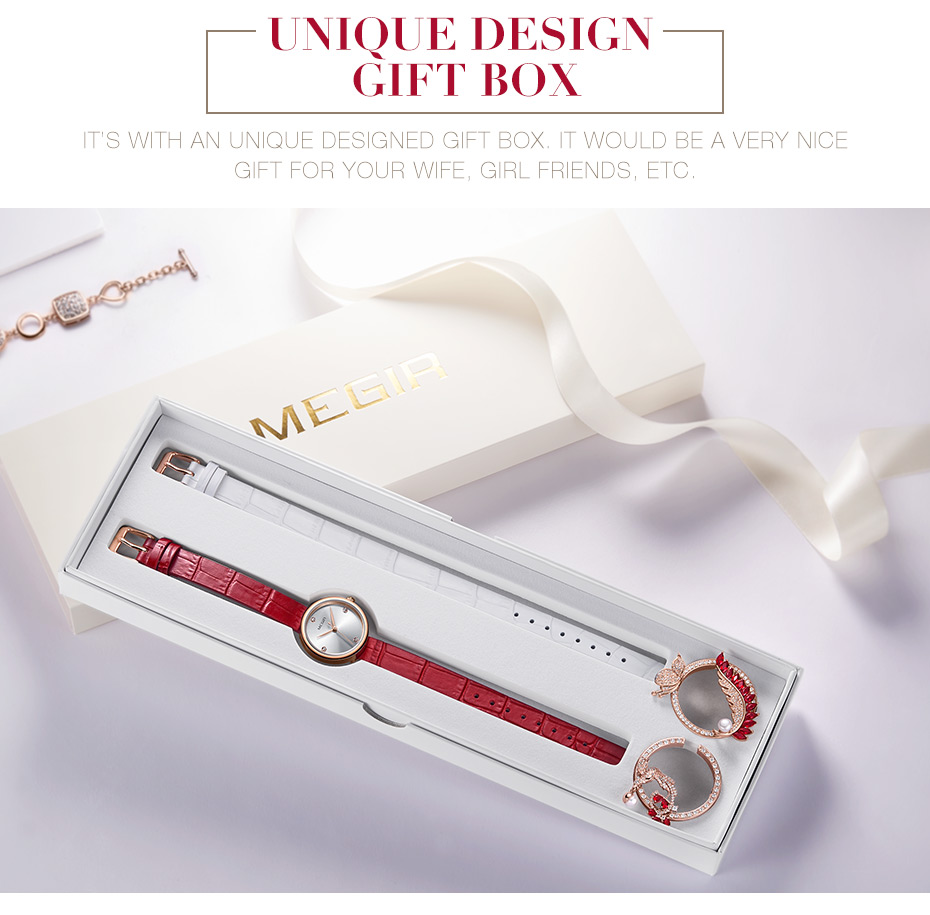 UNIQUE DESIGN
GIFT BOX
IT'S WITH AN UNIQUE DESIGNED GIFT BOX. IT WOULD BE A VERY NICE
GIFT FOR YOUR WIFE, GIRL FRIENDS, ETC.
MEGIR
MEGIR